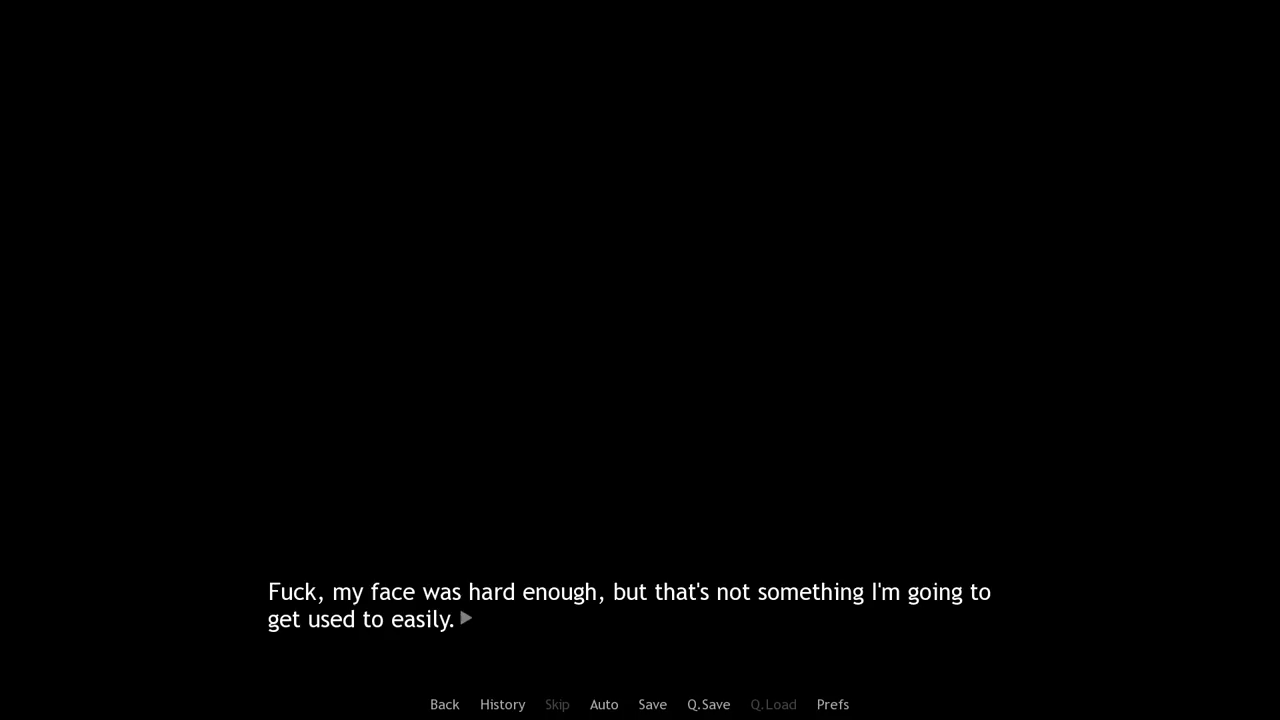 Fuck, my face was hard enough, but that's not something I'm going to
get used to easily.
Back History Skip Auto Save Q.Save Q.Load Prefs